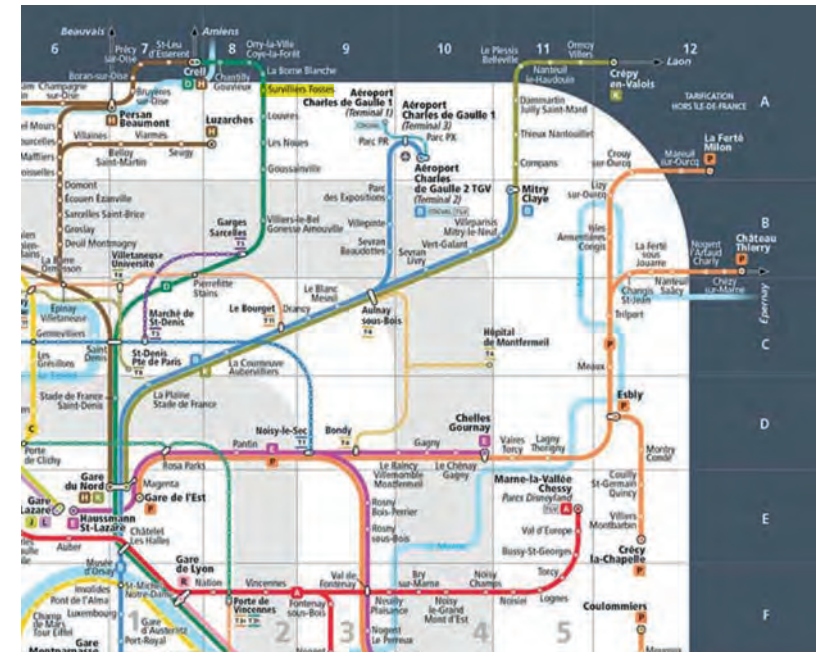 Beauvais
Amiens
6
7
8
9
10
11
12
Précy
sur-Oise
St-Leu
d'Esserent
Orry-la-Ville
Coye-la-Forêt
Le Plessis
Belleville
Ormoy
Villers
Laon
Boran-sur-Oise
Creil
D H
Chantilly
Gouvieux
La Borne Blanche
Nanteuil
le-Haudouin
Crépy
en-Valois
K
Champagne
sur-Oise
Bruyères
sur-Oise
Survilliers Fosses
Aéroport
Charles de Gaulle 1
(Terminal 1)
CDGVAL
Aéroport
Charles de Gaulle 1
(Terminal 3)
Dammartin
Juilly Saint-Mard
TARIFICATION
HORS ÎLE-DE-FRANCE
A
Persan
Beaumont
H
Luzarches
H
Louvres
Parc PR
Parc PX
Thieux Nantouillet
La Ferté
Milon
P
Villaines
Viarmes
Belloy
Saint-Martin
Seugy
Les Noues
Crouy
sur-Ourcq
Mareuil
sur-Ourcq
Goussainville
Aéroport
Charles
de Gaulle 2 TGV
(Terminal 2)
B CDGVAL TGV
Compans
Domont
Écouen Ézanville
Sarcelles Saint-Brice
Groslay
Deuil Montmagny
Parc
des Expositions
Mitry
Claye
B
Lizy
sur-Ourcq
B
Garges
Sarcelles
T5
Villiers-le-Bel
Gonesse Arnouville
Villepinte
Villeparisis
Mitry-le-Neuf
Isles
Armentières
Congis
La Ferté
sous
Jouarre
Nogent
l'Artaud
Charly
Château
Thierry
P
Villetaneuse
Université
Sevran
Beaudottes
Vert-Galant
Sevran
Livry
Pierrefitte
Stains
D
Le Blanc
Mesnil
Changis
St-Jean
Nanteuil
Saâcy
Chézy
sur-Marne
Épernay
Épinay
Villetaneuse
Marché de
St-Denis
Le Bourget
T11
Drancy
Aulnay
sous-Bois
T4
Trilport
Gennevilliers
Saint
Denis
Hôpital
de Montfermeil
T4
C
Les
Grésillons
St-Denis
Pte de Paris
La Courneuve
Aubervilliers
P
Meaux
Stade de France
Saint-Denis
La Plaine
Stade de France
Esbly
P
D
C
Noisy-le-Sec
Bondy
T4
Chelles
Gournay
E
Porte
de Clichy
Pantin
E
P
Gagny
Vaires
Torcy
Lagny
Thorigny
Montry
Condé
Rosa Parks
Le Raincy
Villemomble
Montfermeil
Le Chénay
Gagny
Gare
du Nord
H K
Magenta
Gare de l'Est
P
Marne-la-Vallée
Chessy
Parcs Disneyland
TGV A
Couilly
St-Germain
Quincy
Gare
Lazare
J L
E
Haussmann
St-Lazare
Rosny
Bois-Perrier
Villiers
Montbarbin
E
Châtelet
Les Halles
Rosny
sous-Bois
Val d'Europe
Auber
Bussy-St-Georges
Crécy
la-Chapelle
P
Musée
d'Orsay
Gare
de Lyon
R
Nation
Vincennes
A
Val de
Fontenay
Bry
sur-Marne
Noisy
Champs
Torcy
Invalides
Pont de l'Alma
St-Michel
Notre-Dame
Porte de
Vincennes
Fontenay
sous-Bois
Neuilly
Plaisance
Noisy
le-Grand
Mont d'Est
Noisiel
Lognes
Coulommiers
P
F
Champ
de Mars
Tour Eiffel
Luxembourg
Gare
d'Austerlitz
Port-Royal
1
2
3
4
5
Nogent
Le Perreux
Gare
Montparnasse